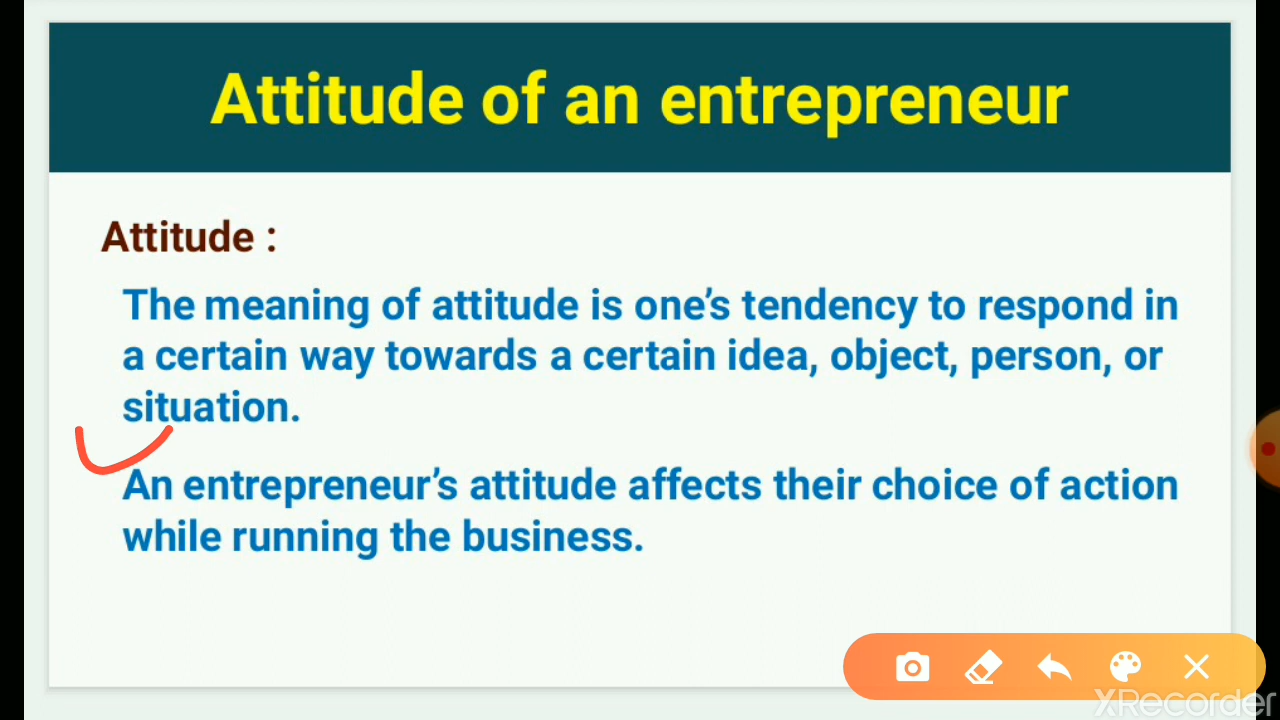 Attitude of an entrepreneur
Attitude :
The meaning of attitude is one’s tendency to respond in
a certain way towards a certain idea, object, person, or
situation.
An entrepreneur’s attitude affects their choice of action
while running the business.
XRecorder